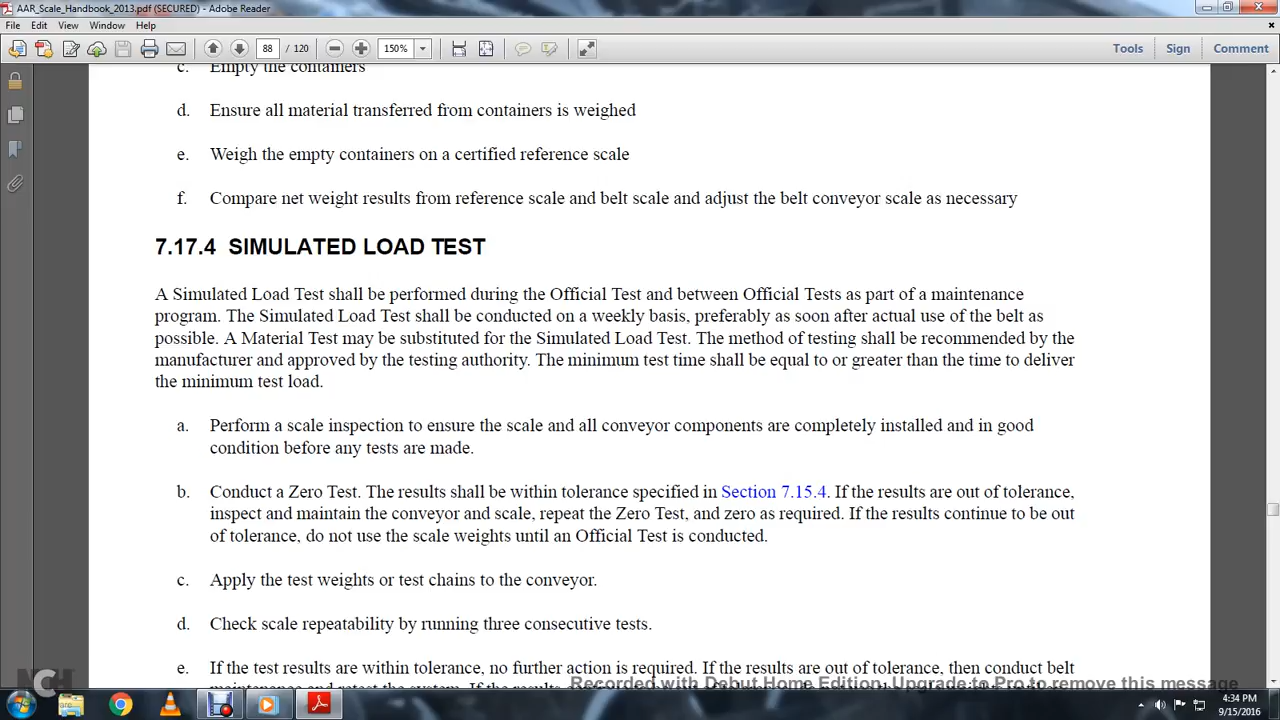 AAR_Scale_Handbook_2013.pdf (SECURED) - Adobe Reader
File Edit View Window Help
88 / 120 150% Tools Sign Comment
c. Empty the containers
d. Ensure all material transferred from containers is weighed
e. Weigh the empty containers on a certified reference scale
f. Compare net weight results from reference scale and belt scale and adjust the belt conveyor scale as necessary
7.17.4 SIMULATED LOAD TEST
A Simulated Load Test shall be performed during the Official Test and between Official Tests as part of a maintenance
program. The Simulated Load Test shall be conducted on a weekly basis, preferably as soon after actual use of the belt as
possible. A Material Test may be substituted for the Simulated Load Test. The method of testing shall be recommended by the
manufacturer and approved by the testing authority. The minimum test time shall be equal to or greater than the time to deliver
the minimum test load.
a. Perform a scale inspection to ensure the scale and all conveyor components are completely installed and in good
condition before any tests are made.
b. Conduct a Zero Test. The results shall be within tolerance specified in Section 7.15.4. If the results are out of tolerance,
inspect and maintain the conveyor and scale, repeat the Zero Test, and zero as required. If the results continue to be out
of tolerance, do not use the scale weights until an Official Test is conducted.
c. Apply the test weights or test chains to the conveyor.
d. Check scale repeatability by running three consecutive tests.
e. If the test results are within tolerance, no further action is required. If the results are out of tolerance, then conduct belt
Recorded with Debut Home Edition: Upgrade to Pro to remove this message
NCH
4:34 PM
9/15/2016